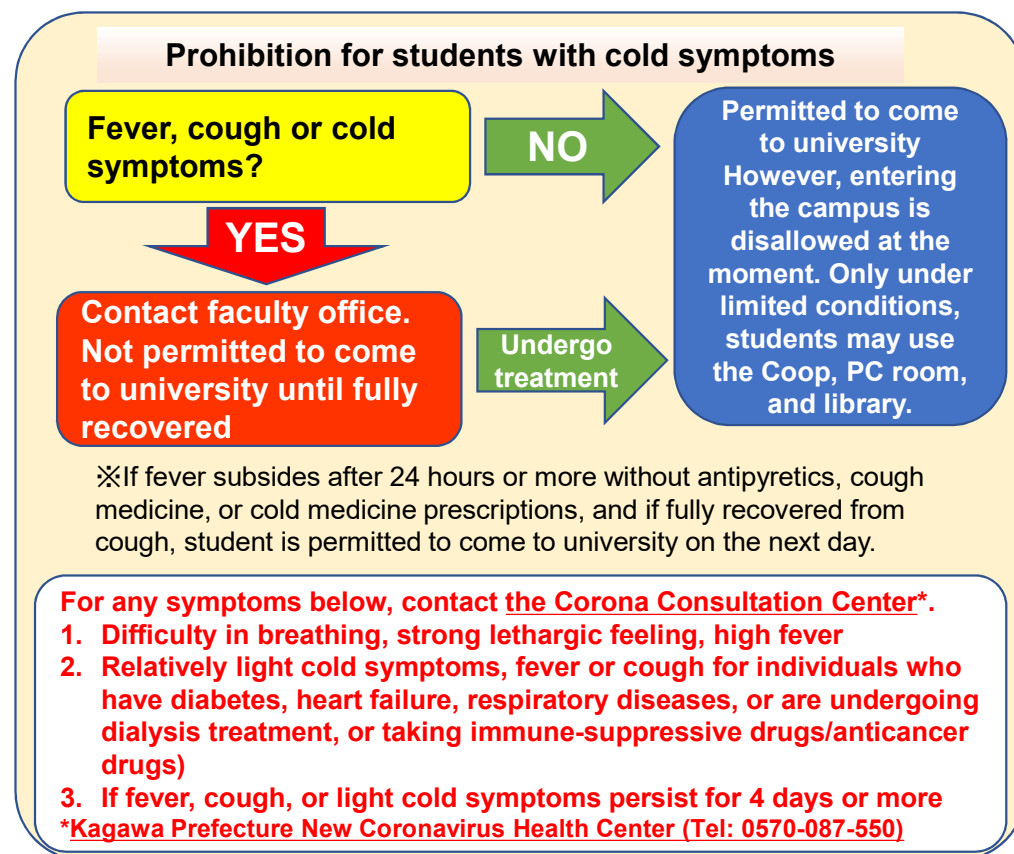 Prohibition for students with cold symptoms
Fever, cough or cold
symptoms?
NO
YES
Contact faculty office.
Not permitted to come
to university until fully
recovered
Undergo
treatment
Permitted to come
to university
However, entering
the campus is
disallowed at the
moment. Only under
limited conditions,
students may use
the Coop, PC room,
and library.
※If fever subsides after 24 hours or more without antipyretics, cough
medicine, or cold medicine prescriptions, and if fully recovered from
cough, student is permitted to come to university on the next day.
For any symptoms below, contact the Corona Consultation Center*.
1. Difficulty in breathing, strong lethargic feeling, high fever
2. Relatively light cold symptoms, fever or cough for individuals who
have diabetes, heart failure, respiratory diseases, or are undergoing
dialysis treatment, or taking immune-suppressive drugs/anticancer
drugs)
3. If fever, cough, or light cold symptoms persist for 4 days or more
*Kagawa Prefecture New Coronavirus Health Center (Tel: 0570-087-550)